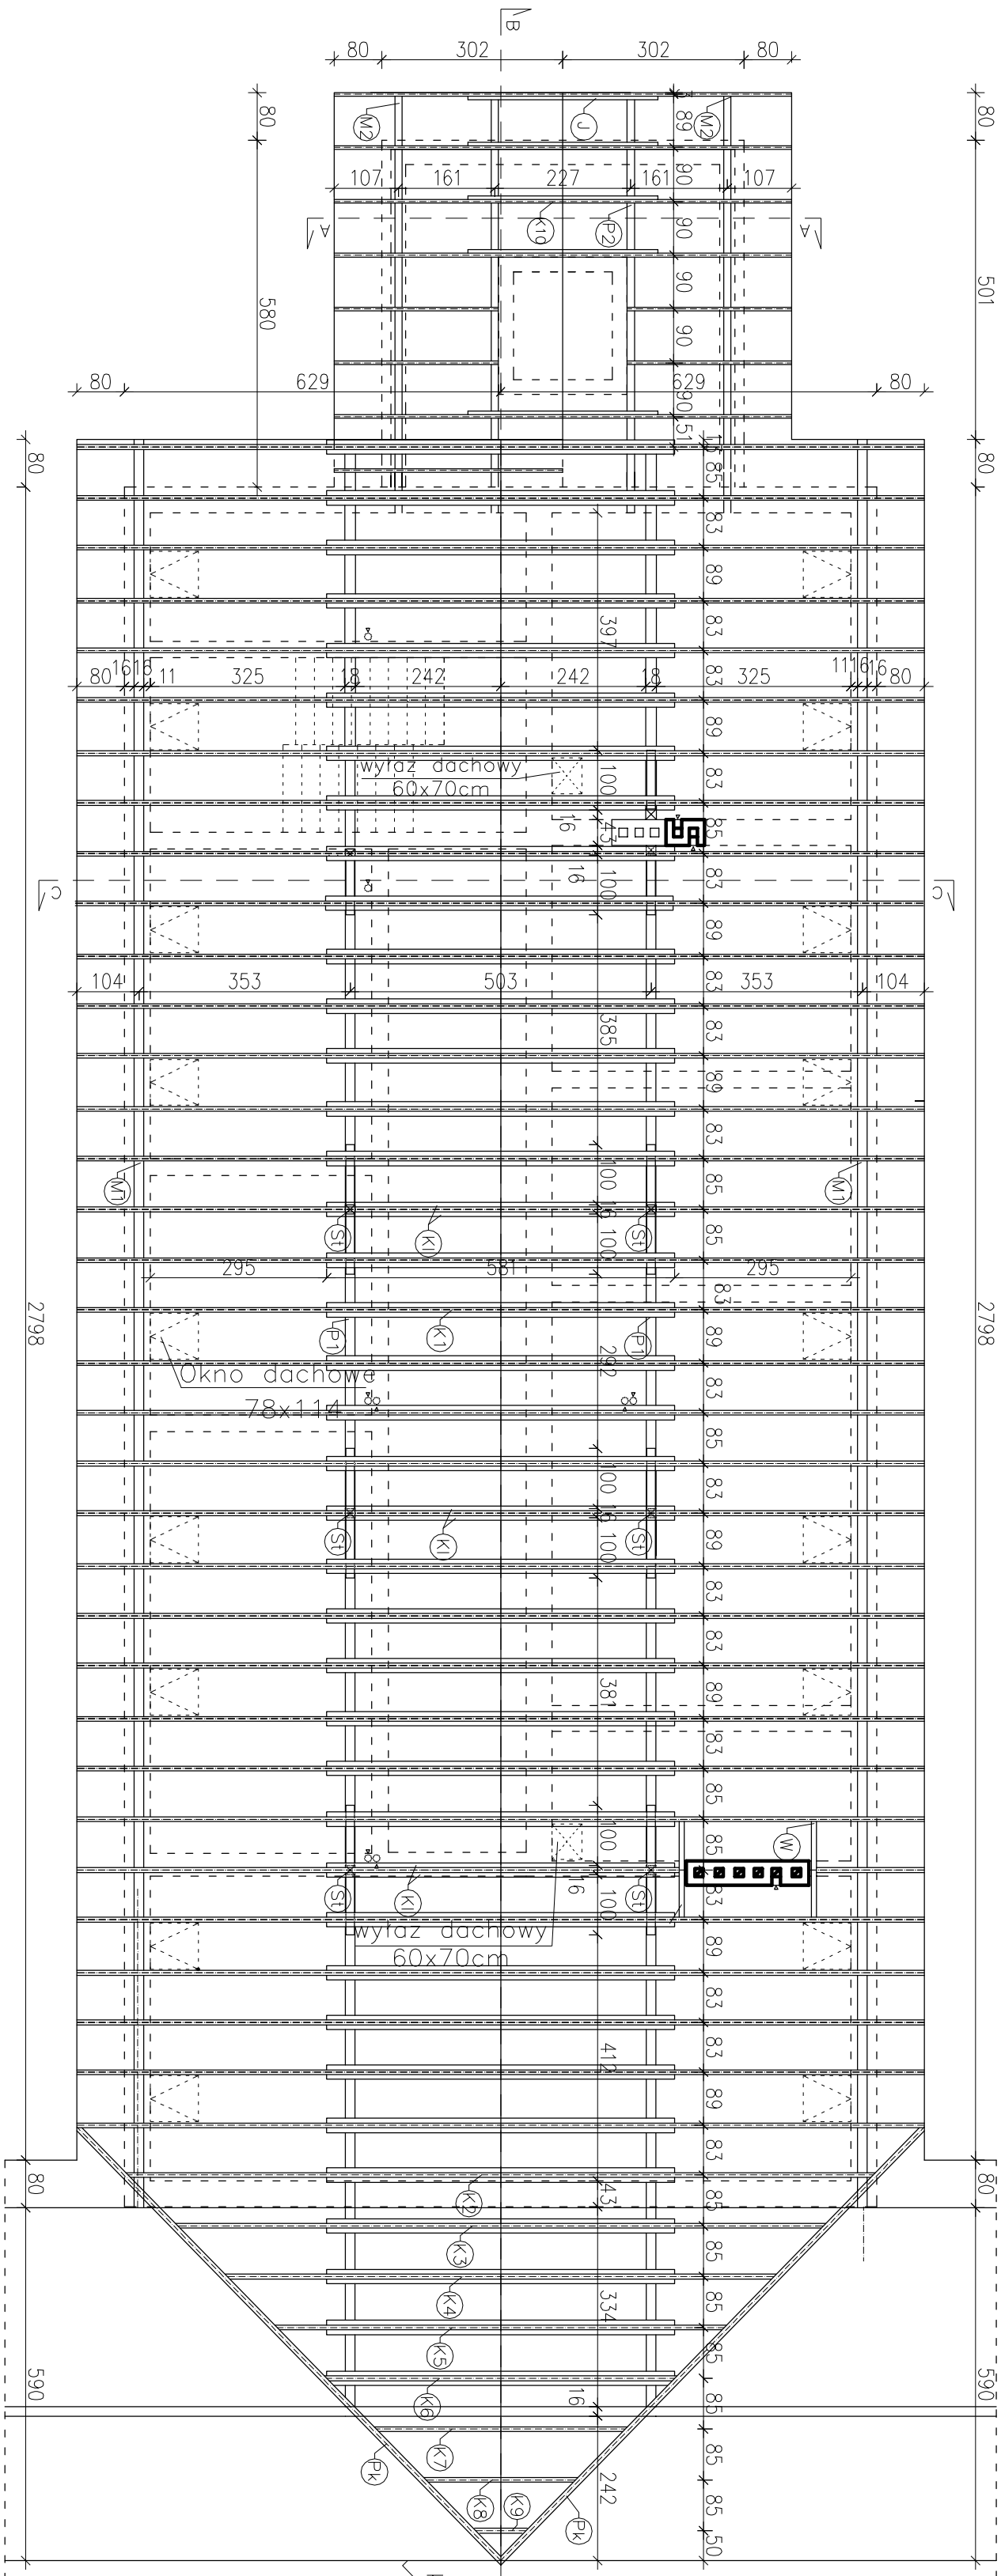 B
80 302 302 80
80 501 80 2798 80 590
80 580
M2 J M2
89 90 90 90 90 90 51
107 161 227 161 107
K10 P2
A A
80 629 629 80
80 2798 80 590
85 83 89 83 83 89 83 85 83 89 83 83 89 83 85 85 83 89 83 85 83 89 83 83 89 83 85 85 83 89 83 83 89 83 85 85 85 85 85 85 85 50
397 100 16 43 16 100 385 100 16 100 292 100 16 100 381 100 16 100 412 43 334 16 242
80 16 16 11 325 18 242 242 18 325 11 16 16 80
wyłaz dachowy
60x70cm
C C
104 353 503 353 104
M1 M1
St Kl St
295 581 295
P1 K1 P1
Okno dachowe
78x114
St Kl St
W
St Kl St
wyłaz dachowy
60x70cm
K2
K3
K4
K5
K6
K7
Pk
K8
K9
Pk